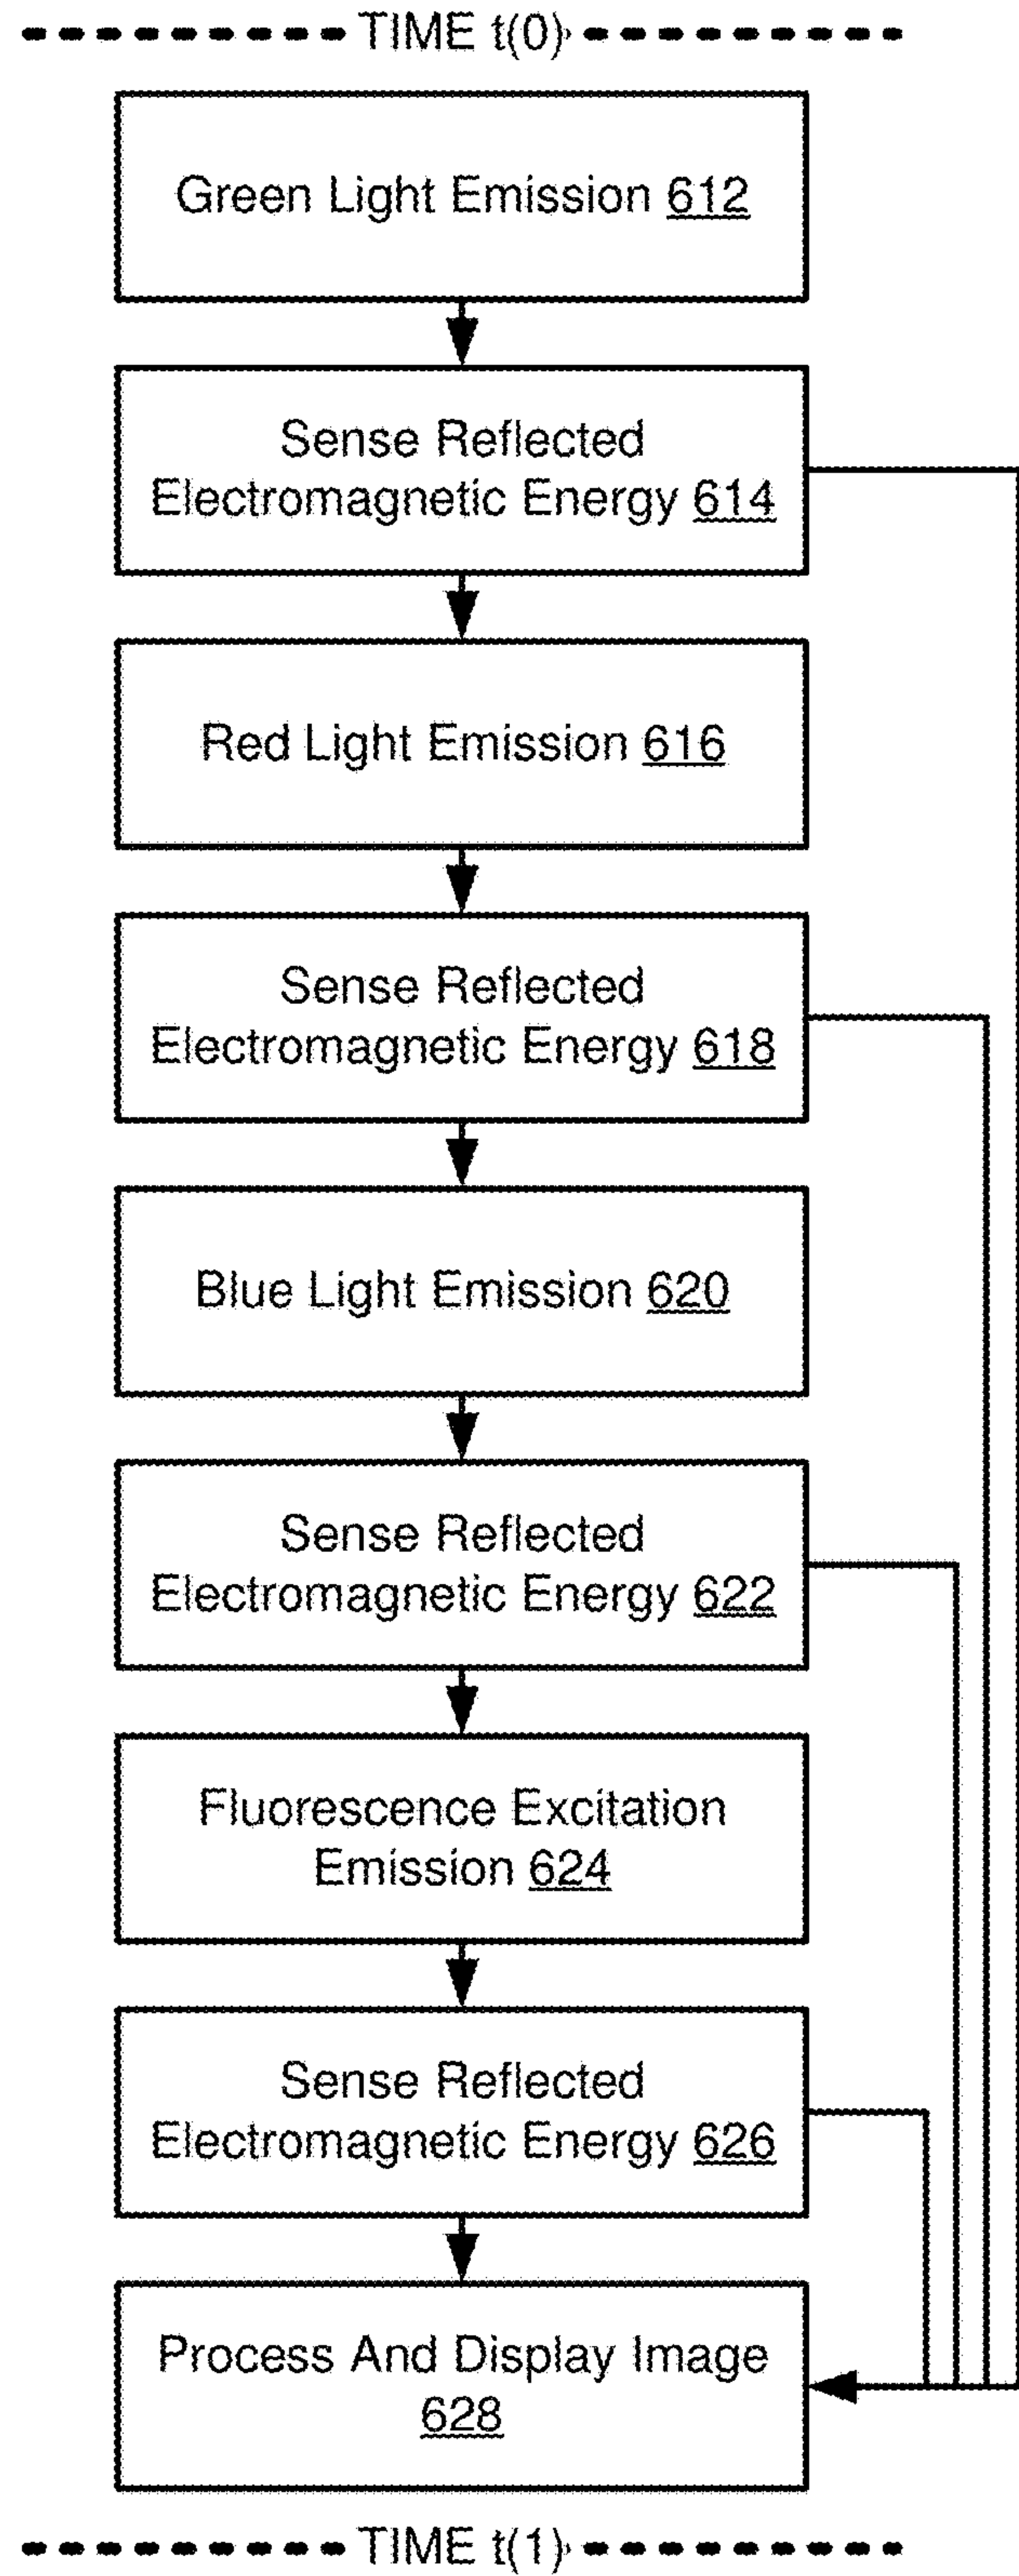 TIME t(0)
Green Light Emission 612
Sense Reflected
Electromagnetic Energy 614
Red Light Emission 616
Sense Reflected
Electromagnetic Energy 618
Blue Light Emission 620
Sense Reflected
Electromagnetic Energy 622
Fluorescence Excitation
Emission 624
Sense Reflected
Electromagnetic Energy 626
Process And Display Image
628
TIME t(1)